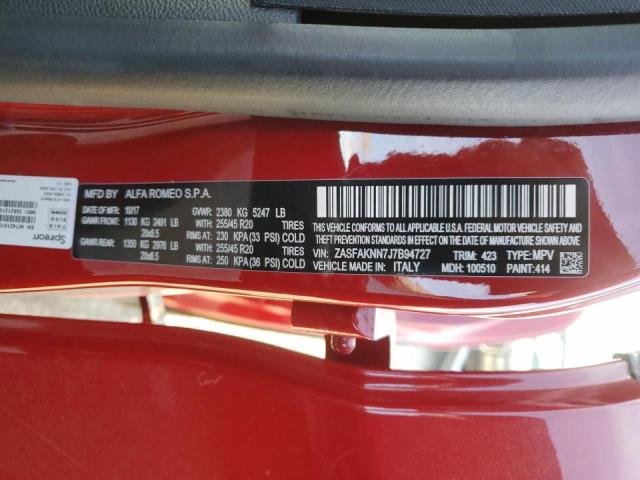 MFD BY ALFA ROMEO S.P.A.
DATE OF MFR: 10/17 GVWR: 2380 KG 5247 LB
GAWR FRONT: 1130 KG 2491 LB WITH TIRES: 255/45 R20
20x8.5 RIMS AT: 230 KPA (33 PSI) COLD
GAWR REAR: 1350 KG 2976 LB WITH TIRES: 255/45 R20
20x8.5 RIMS AT: 250 KPA (36 PSI) COLD
THIS VEHICLE CONFORMS TO ALL APPLICABLE
U.S.A. FEDERAL MOTOR VEHICLE SAFETY, BUMPER AND
THEFT PREVENTION STANDARDS IN EFFECT ON THE DATE OF
MANUFACTURE SHOWN ABOVE.
VIN: ZASFAKNN7J7B94727 TRIM: 423 TYPE: MPV
VEHICLE MADE IN: ITALY MDH: 100510 PAINT: 414
Spireon